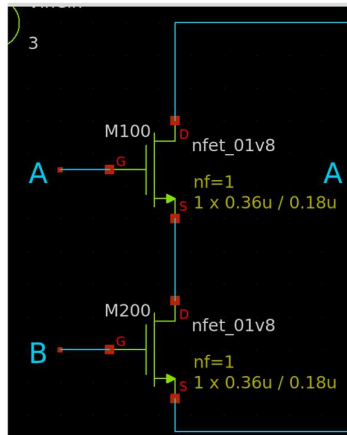 3
M100
D
nfet_01v8
G
A
A
nf=1
S
1 x 0.36u / 0.18u
M200
D
nfet_01v8
G
B
nf=1
S
1 x 0.36u / 0.18u